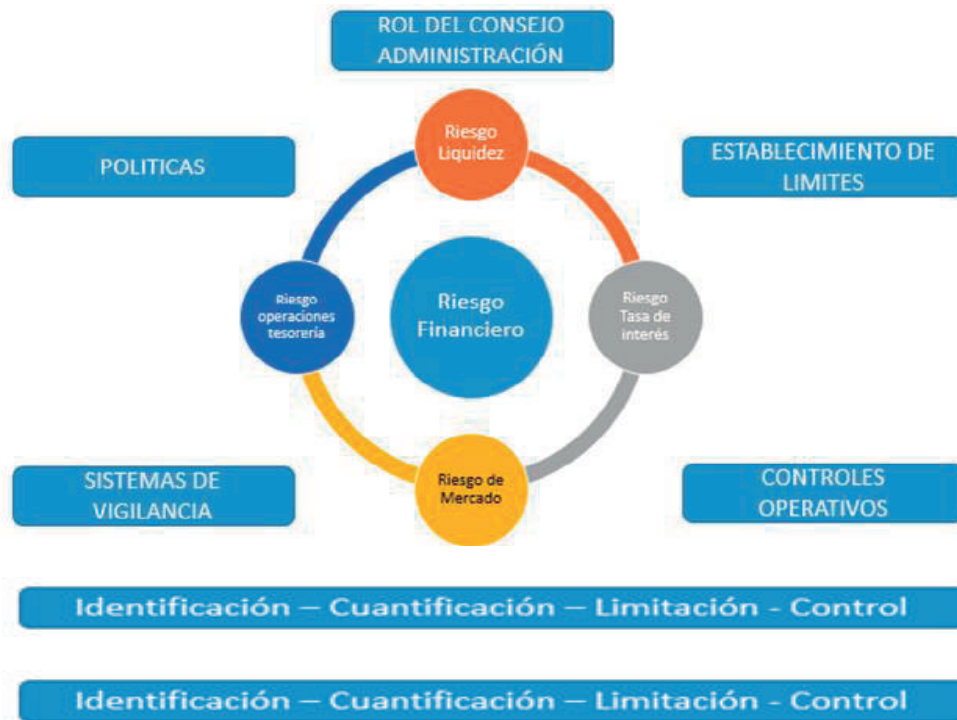 ROL DEL CONSEJO
ADMINISTRACIÓN
Riesgo
Liquidez
POLITICAS
ESTABLECIMIENTO DE
LIMITES
Riesgo
operaciones
tesorería
Riesgo
Financiero
Riesgo
Tasa de
interés
SISTEMAS DE
VIGILANCIA
Riesgo de
Mercado
CONTROLES
OPERATIVOS
Identificación – Cuantificación – Limitación - Control
Identificación – Cuantificación – Limitación - Control